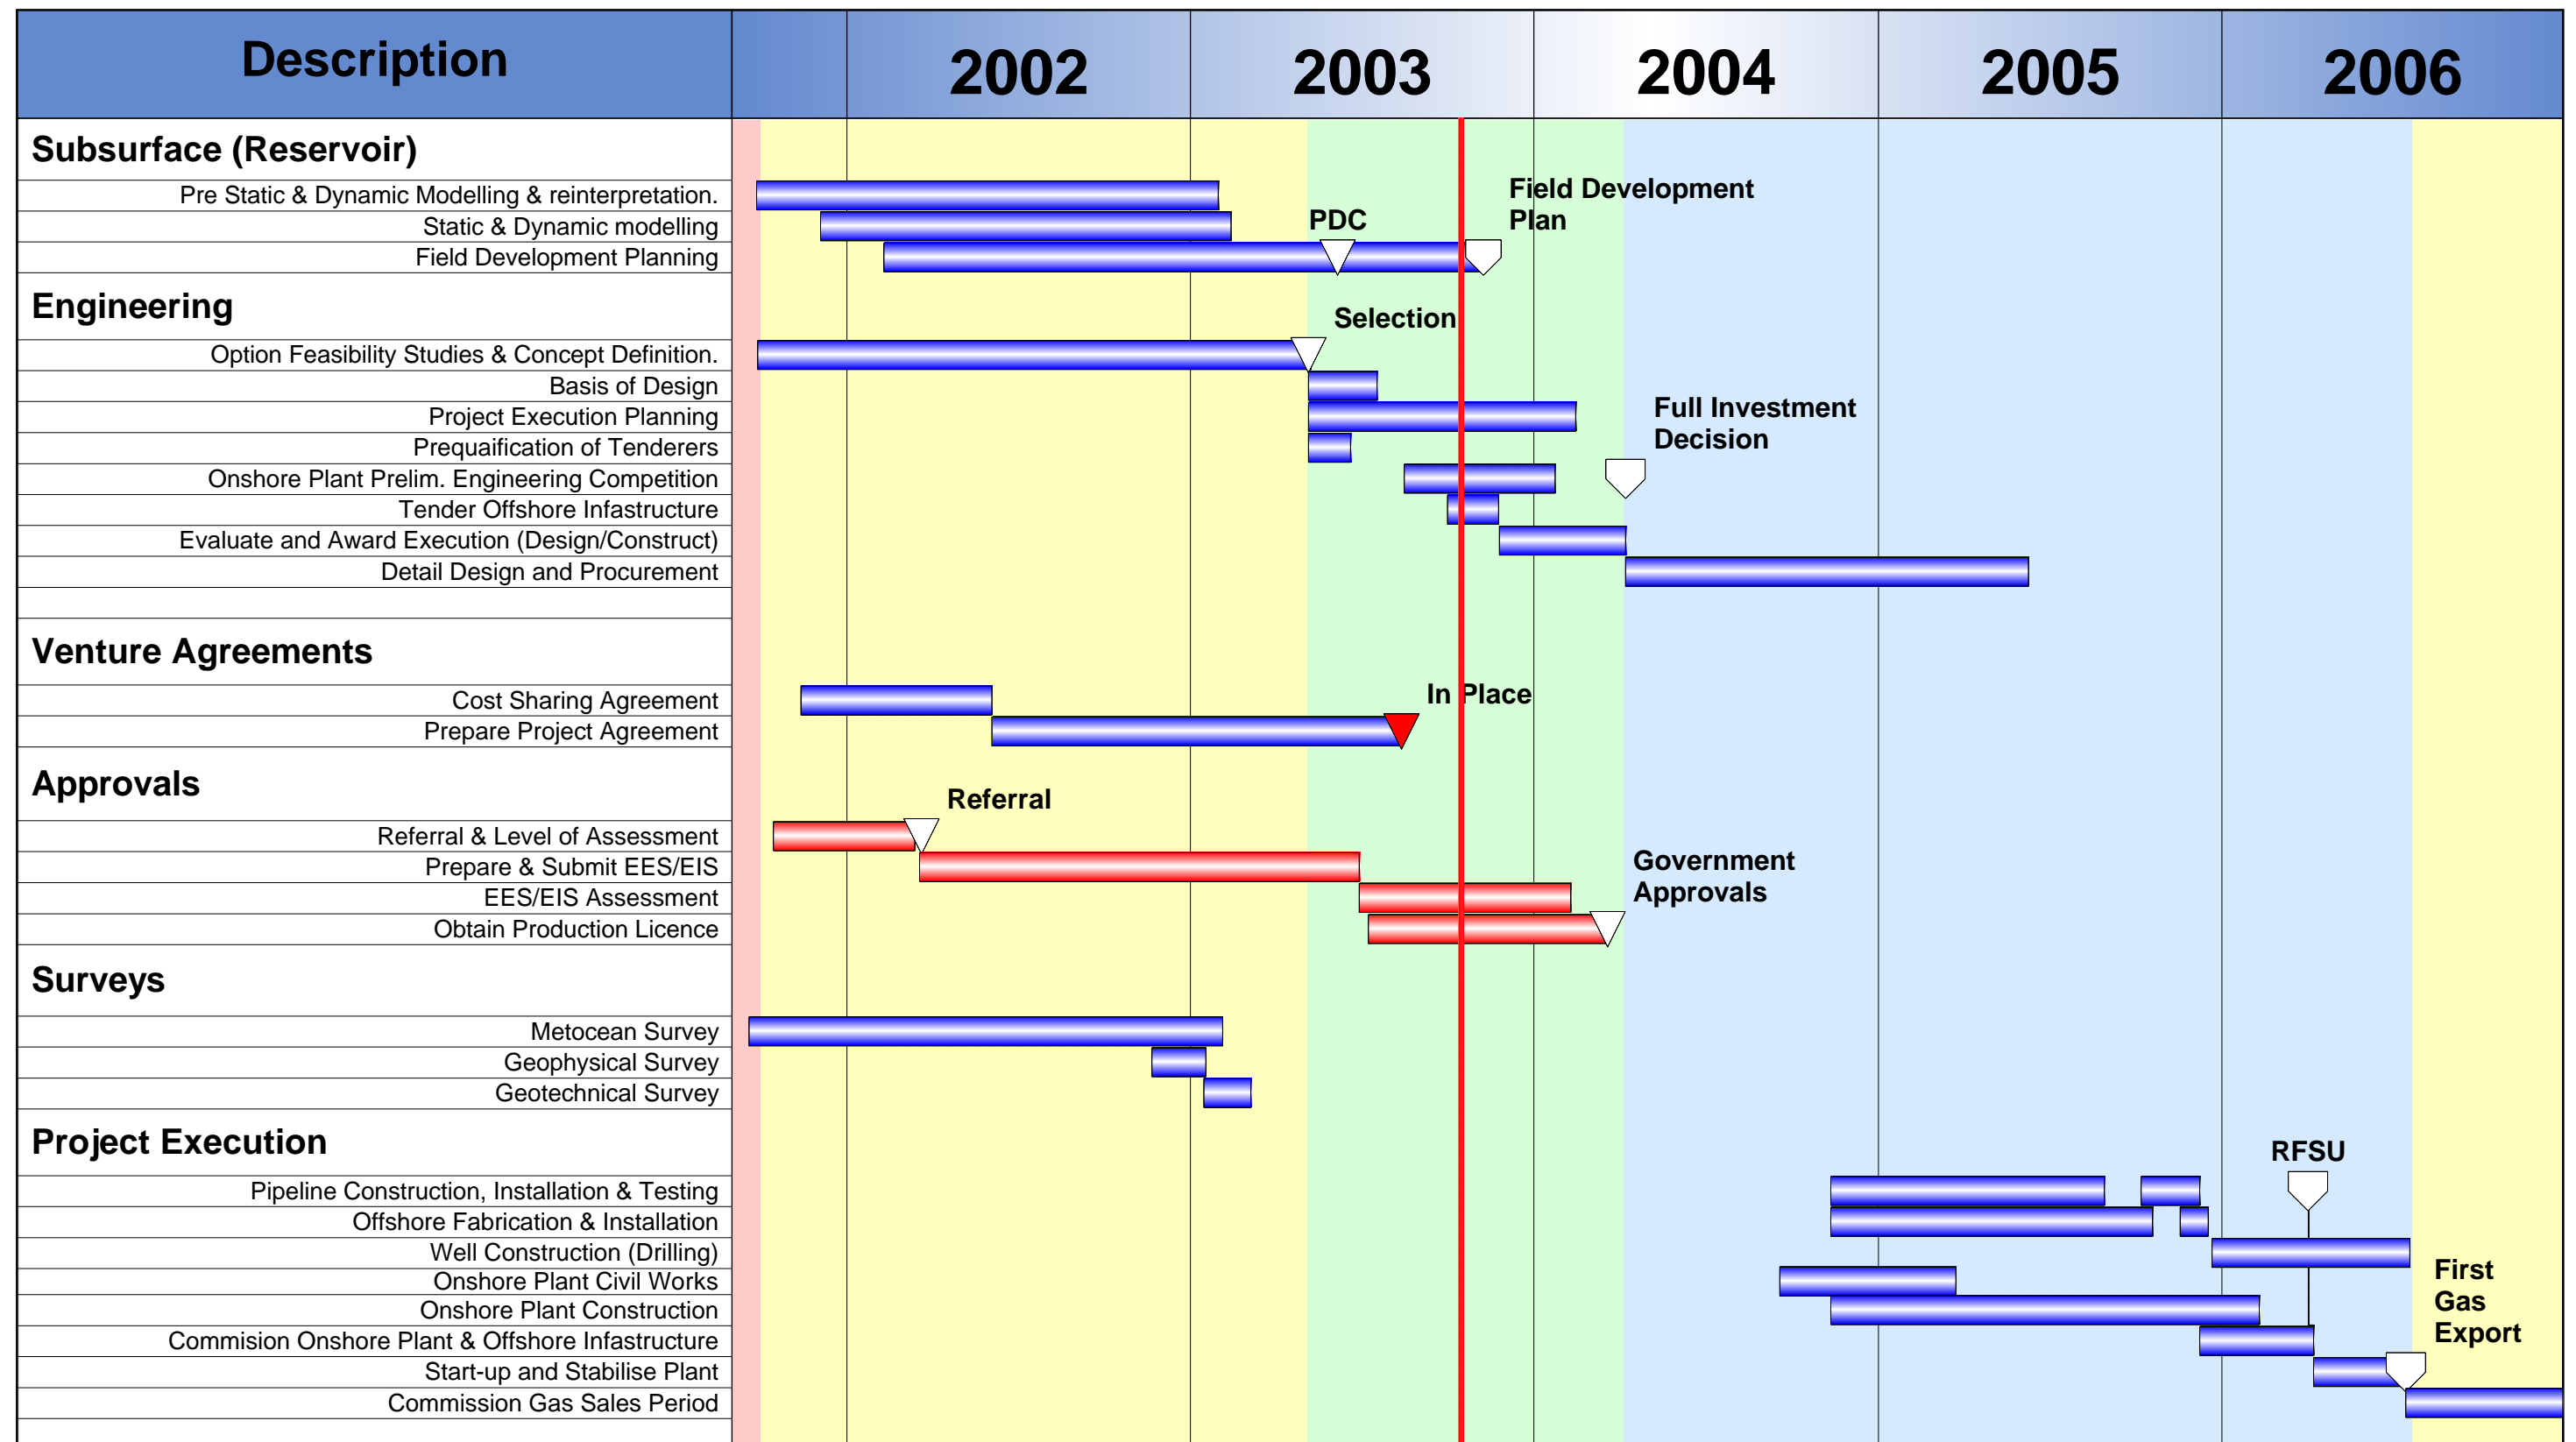 Description
2002
2003
2004
2005
2006
Subsurface (Reservoir)
Pre Static & Dynamic Modelling & reinterpretation.
Field Development
Plan
Static & Dynamic modelling
PDC
Field Development Planning
Engineering
Selection
Option Feasibility Studies & Concept Definition.
Basis of Design
Project Execution Planning
Full Investment
Decision
Prequaification of Tenderers
Onshore Plant Prelim. Engineering Competition
Tender Offshore Infastructure
Evaluate and Award Execution (Design/Construct)
Detail Design and Procurement
Venture Agreements
Cost Sharing Agreement
In Place
Prepare Project Agreement
Approvals
Referral
Referral & Level of Assessment
Prepare & Submit EES/EIS
Government
Approvals
EES/EIS Assessment
Obtain Production Licence
Surveys
Metocean Survey
Geophysical Survey
Geotechnical Survey
Project Execution
RFSU
Pipeline Construction, Installation & Testing
Offshore Fabrication & Installation
Well Construction (Drilling)
Onshore Plant Civil Works
First
Gas
Export
Onshore Plant Construction
Commision Onshore Plant & Offshore Infastructure
Start-up and Stabilise Plant
Commission Gas Sales Period